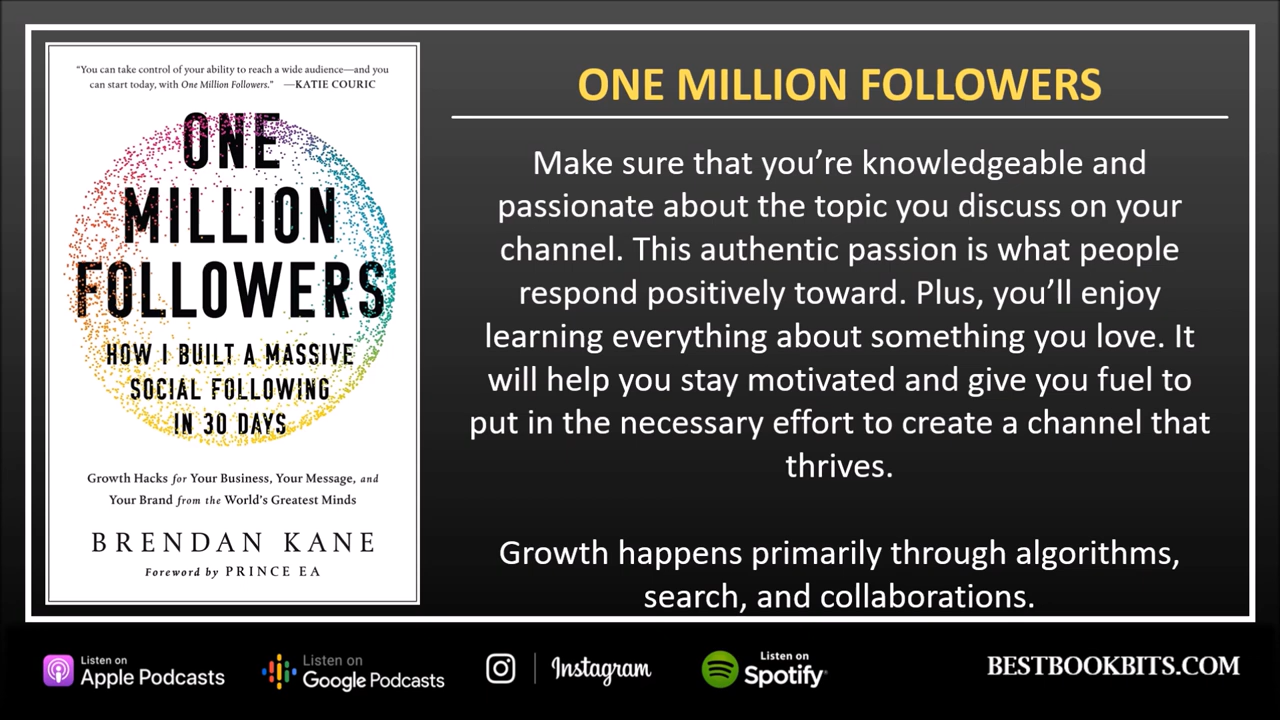 “You can take control of your ability to reach a wide audience—and you
can start today, with One Million Followers.” —KATIE COURIC
ONE
MILLION
FOLLOWERS
HOW I BUILT A MASSIVE
SOCIAL FOLLOWING
IN 30 DAYS
Growth Hacks for Your Business, Your Message, and
Your Brand from the World’s Greatest Minds
BRENDAN KANE
Foreword by PRINCE EA
ONE MILLION FOLLOWERS
Make sure that you’re knowledgeable and
passionate about the topic you discuss on your
channel. This authentic passion is what people
respond positively toward. Plus, you’ll enjoy
learning everything about something you love. It
will help you stay motivated and give you fuel to
put in the necessary effort to create a channel that
thrives.
Growth happens primarily through algorithms,
search, and collaborations.
Listen on
Apple Podcasts
Listen on
Google Podcasts
Instagram
Listen on
Spotify
BESTBOOKBITS.COM